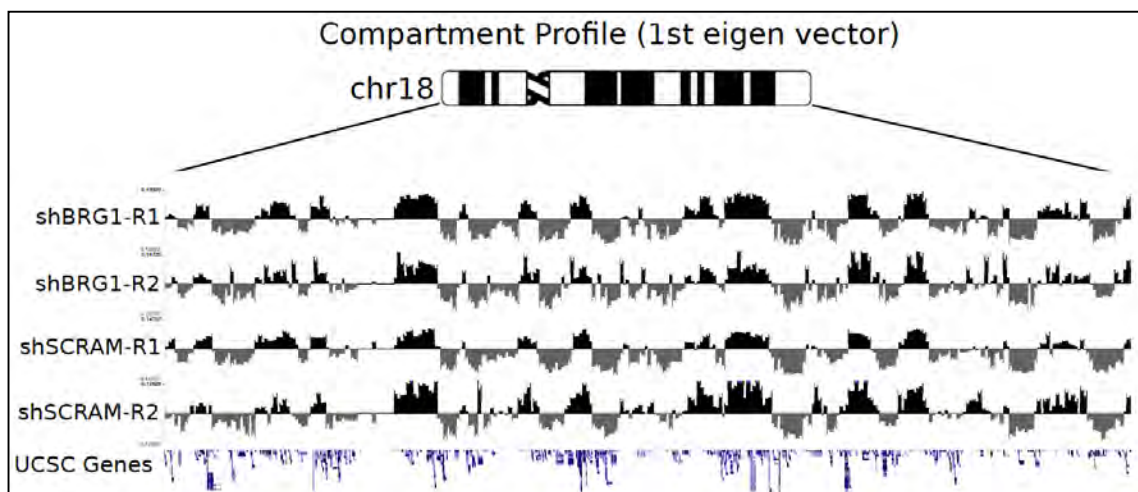 Compartment Profile (1st eigen vector)
chr18
shBRG1-R1
shBRG1-R2
shSCRAM-R1
shSCRAM-R2
UCSC Genes